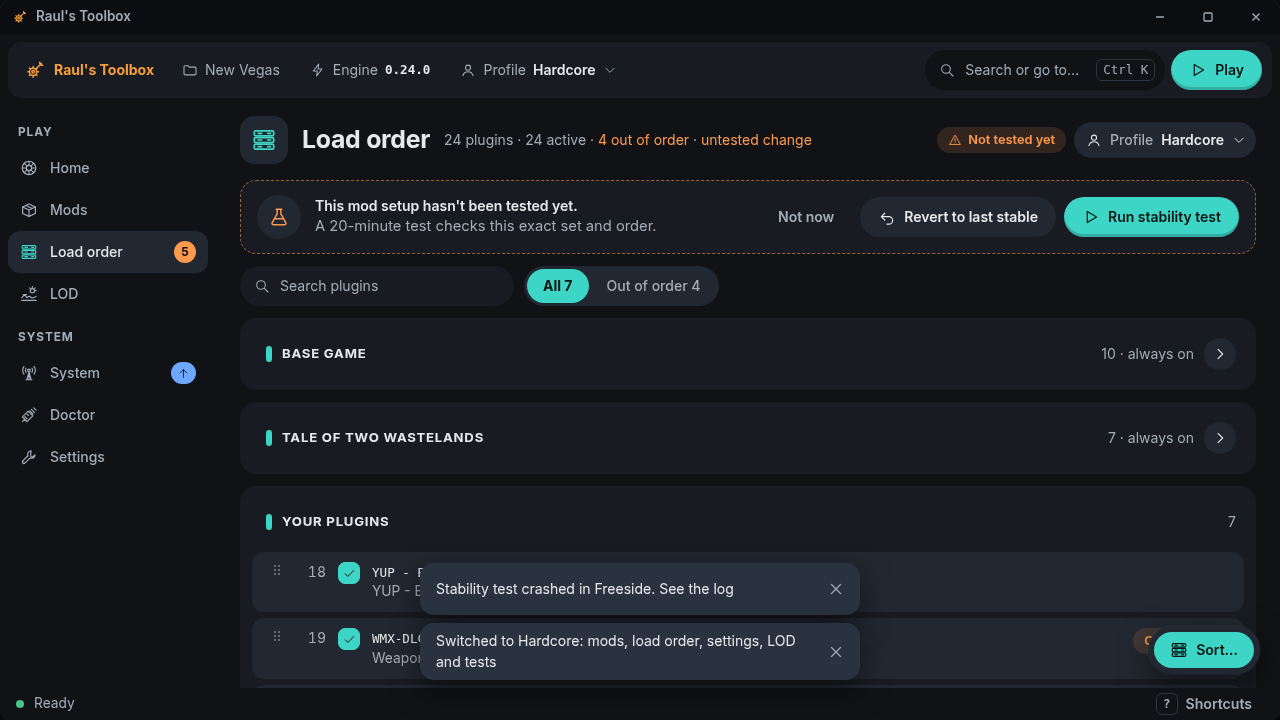 Raul's Toolbox
Raul's Toolbox
New Vegas
Engine 0.24.0
Profile Hardcore
Search or go to...
Ctrl K
Play
PLAY
Home
Mods
Load order
5
LOD
SYSTEM
System
Doctor
Settings
Load order
24 plugins · 24 active · 4 out of order · untested change
Not tested yet
Profile Hardcore
This mod setup hasn't been tested yet.
A 20-minute test checks this exact set and order.
Not now
Revert to last stable
Run stability test
Search plugins
All 7
Out of order 4
BASE GAME
10 · always on
TALE OF TWO WASTELANDS
7 · always on
YOUR PLUGINS
7
18
YUP -
YUP -
19
WMX-DLC
Weapon
Stability test crashed in Freeside. See the log
Switched to Hardcore: mods, load order, settings, LOD
and tests
Sort...
Ready
? Shortcuts